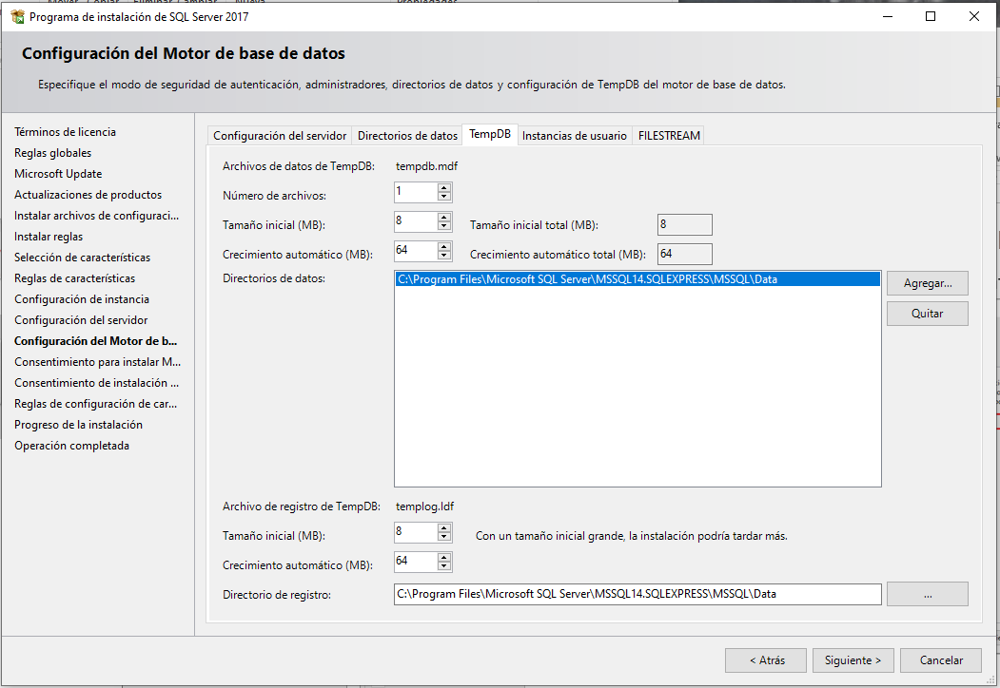 Programa de instalación de SQL Server 2017
Configuración del Motor de base de datos
Especifique el modo de seguridad de autenticación, administradores, directorios de datos y configuración de TempDB del motor de base de datos.
Términos de licencia
Reglas globales
Microsoft Update
Actualizaciones de productos
Instalar archivos de configuraci...
Instalar reglas
Selección de características
Reglas de características
Configuración de instancia
Configuración del servidor
Configuración del Motor de b...
Consentimiento para instalar M...
Consentimiento de instalación ...
Reglas de configuración de car...
Progreso de la instalación
Operación completada
Configuración del servidor Directorios de datos TempDB Instancias de usuario FILESTREAM
Archivos de datos de TempDB: tempdb.mdf
Número de archivos: 1
Tamaño inicial (MB): 8 Tamaño inicial total (MB): 8
Crecimiento automático (MB): 64 Crecimiento automático total (MB): 64
Directorios de datos: C:\Program Files\Microsoft SQL Server\MSSQL14.SQLEXPRESS\MSSQL\Data
Agregar...
Quitar
Archivo de registro de TempDB: templog.ldf
Tamaño inicial (MB): 8 Con un tamaño inicial grande, la instalación podría tardar más.
Crecimiento automático (MB): 64
Directorio de registro: C:\Program Files\Microsoft SQL Server\MSSQL14.SQLEXPRESS\MSSQL\Data ...
< Atrás Siguiente > Cancelar